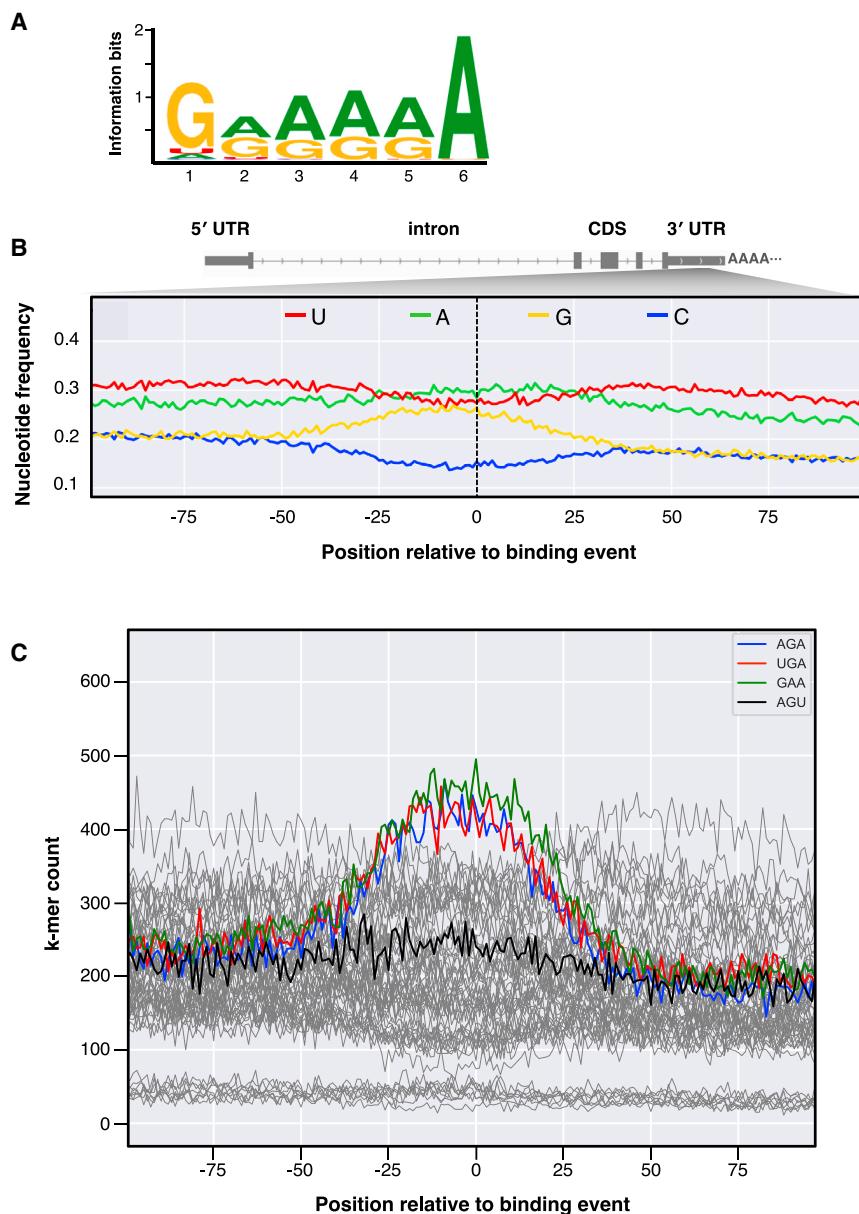 A
Information bits
2
1
G A A A A A
U G G G G
A
1 2 3 4 5 6
B
5′ UTR intron CDS 3′ UTR
AAAA···
Nucleotide frequency
U A G C
0.4
0.3
0.2
0.1
-75 -50 -25 0 25 50 75
Position relative to binding event
C
k-mer count
AGA
UGA
GAA
AGU
600
500
400
300
200
100
0
-75 -50 -25 0 25 50 75
Position relative to binding event